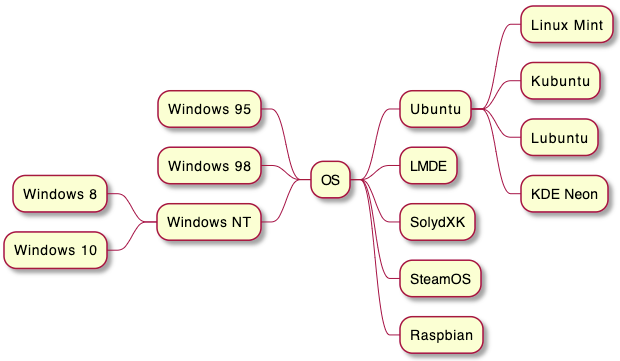 Linux Mint
Windows 95
Ubuntu
Kubuntu
Lubuntu
Windows 98
OS
LMDE
Windows 8
KDE Neon
Windows NT
SolydXK
Windows 10
SteamOS
Raspbian